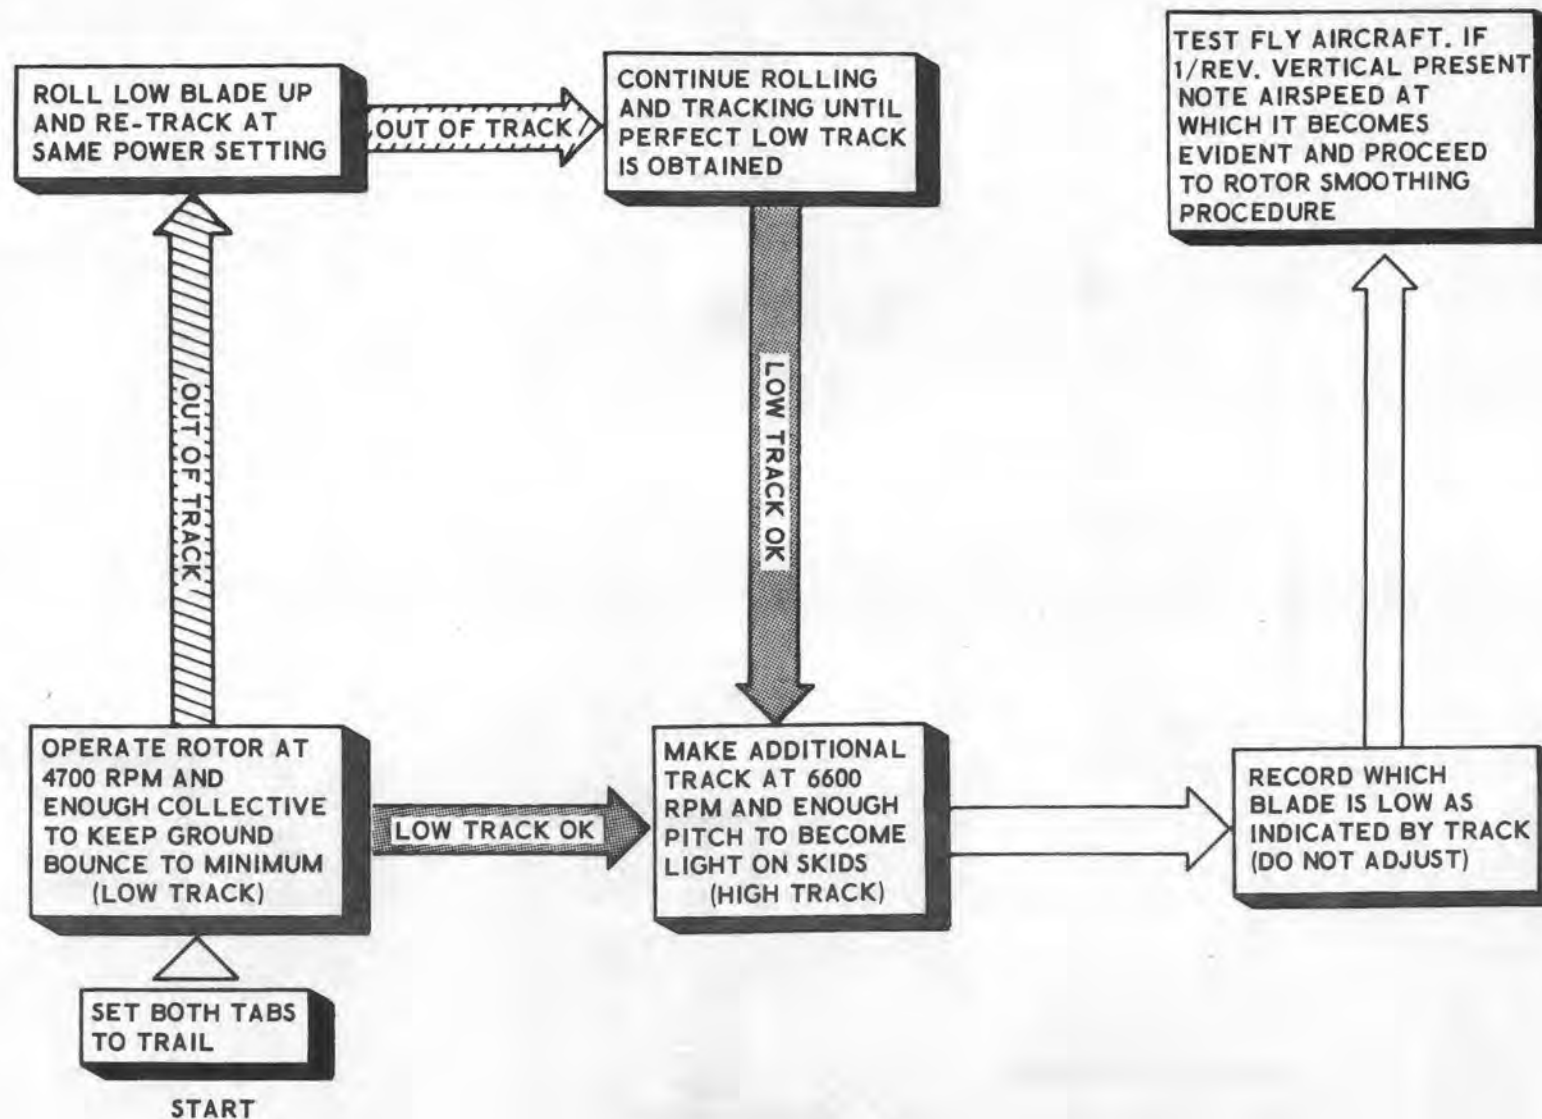 ROLL LOW BLADE UP
AND RE-TRACK AT
SAME POWER SETTING
OUT OF TRACK
CONTINUE ROLLING
AND TRACKING UNTIL
PERFECT LOW TRACK
IS OBTAINED
TEST FLY AIRCRAFT. IF
1/REV. VERTICAL PRESENT
NOTE AIRSPEED AT
WHICH IT BECOMES
EVIDENT AND PROCEED
TO ROTOR SMOOTHING
PROCEDURE
OUT OF TRACK
LOW TRACK OK
OPERATE ROTOR AT
4700 RPM AND
ENOUGH COLLECTIVE
TO KEEP GROUND
BOUNCE TO MINIMUM
(LOW TRACK)
LOW TRACK OK
MAKE ADDITIONAL
TRACK AT 6600
RPM AND ENOUGH
PITCH TO BECOME
LIGHT ON SKIDS
(HIGH TRACK)
RECORD WHICH
BLADE IS LOW AS
INDICATED BY TRACK
(DO NOT ADJUST)
SET BOTH TABS
TO TRAIL
START